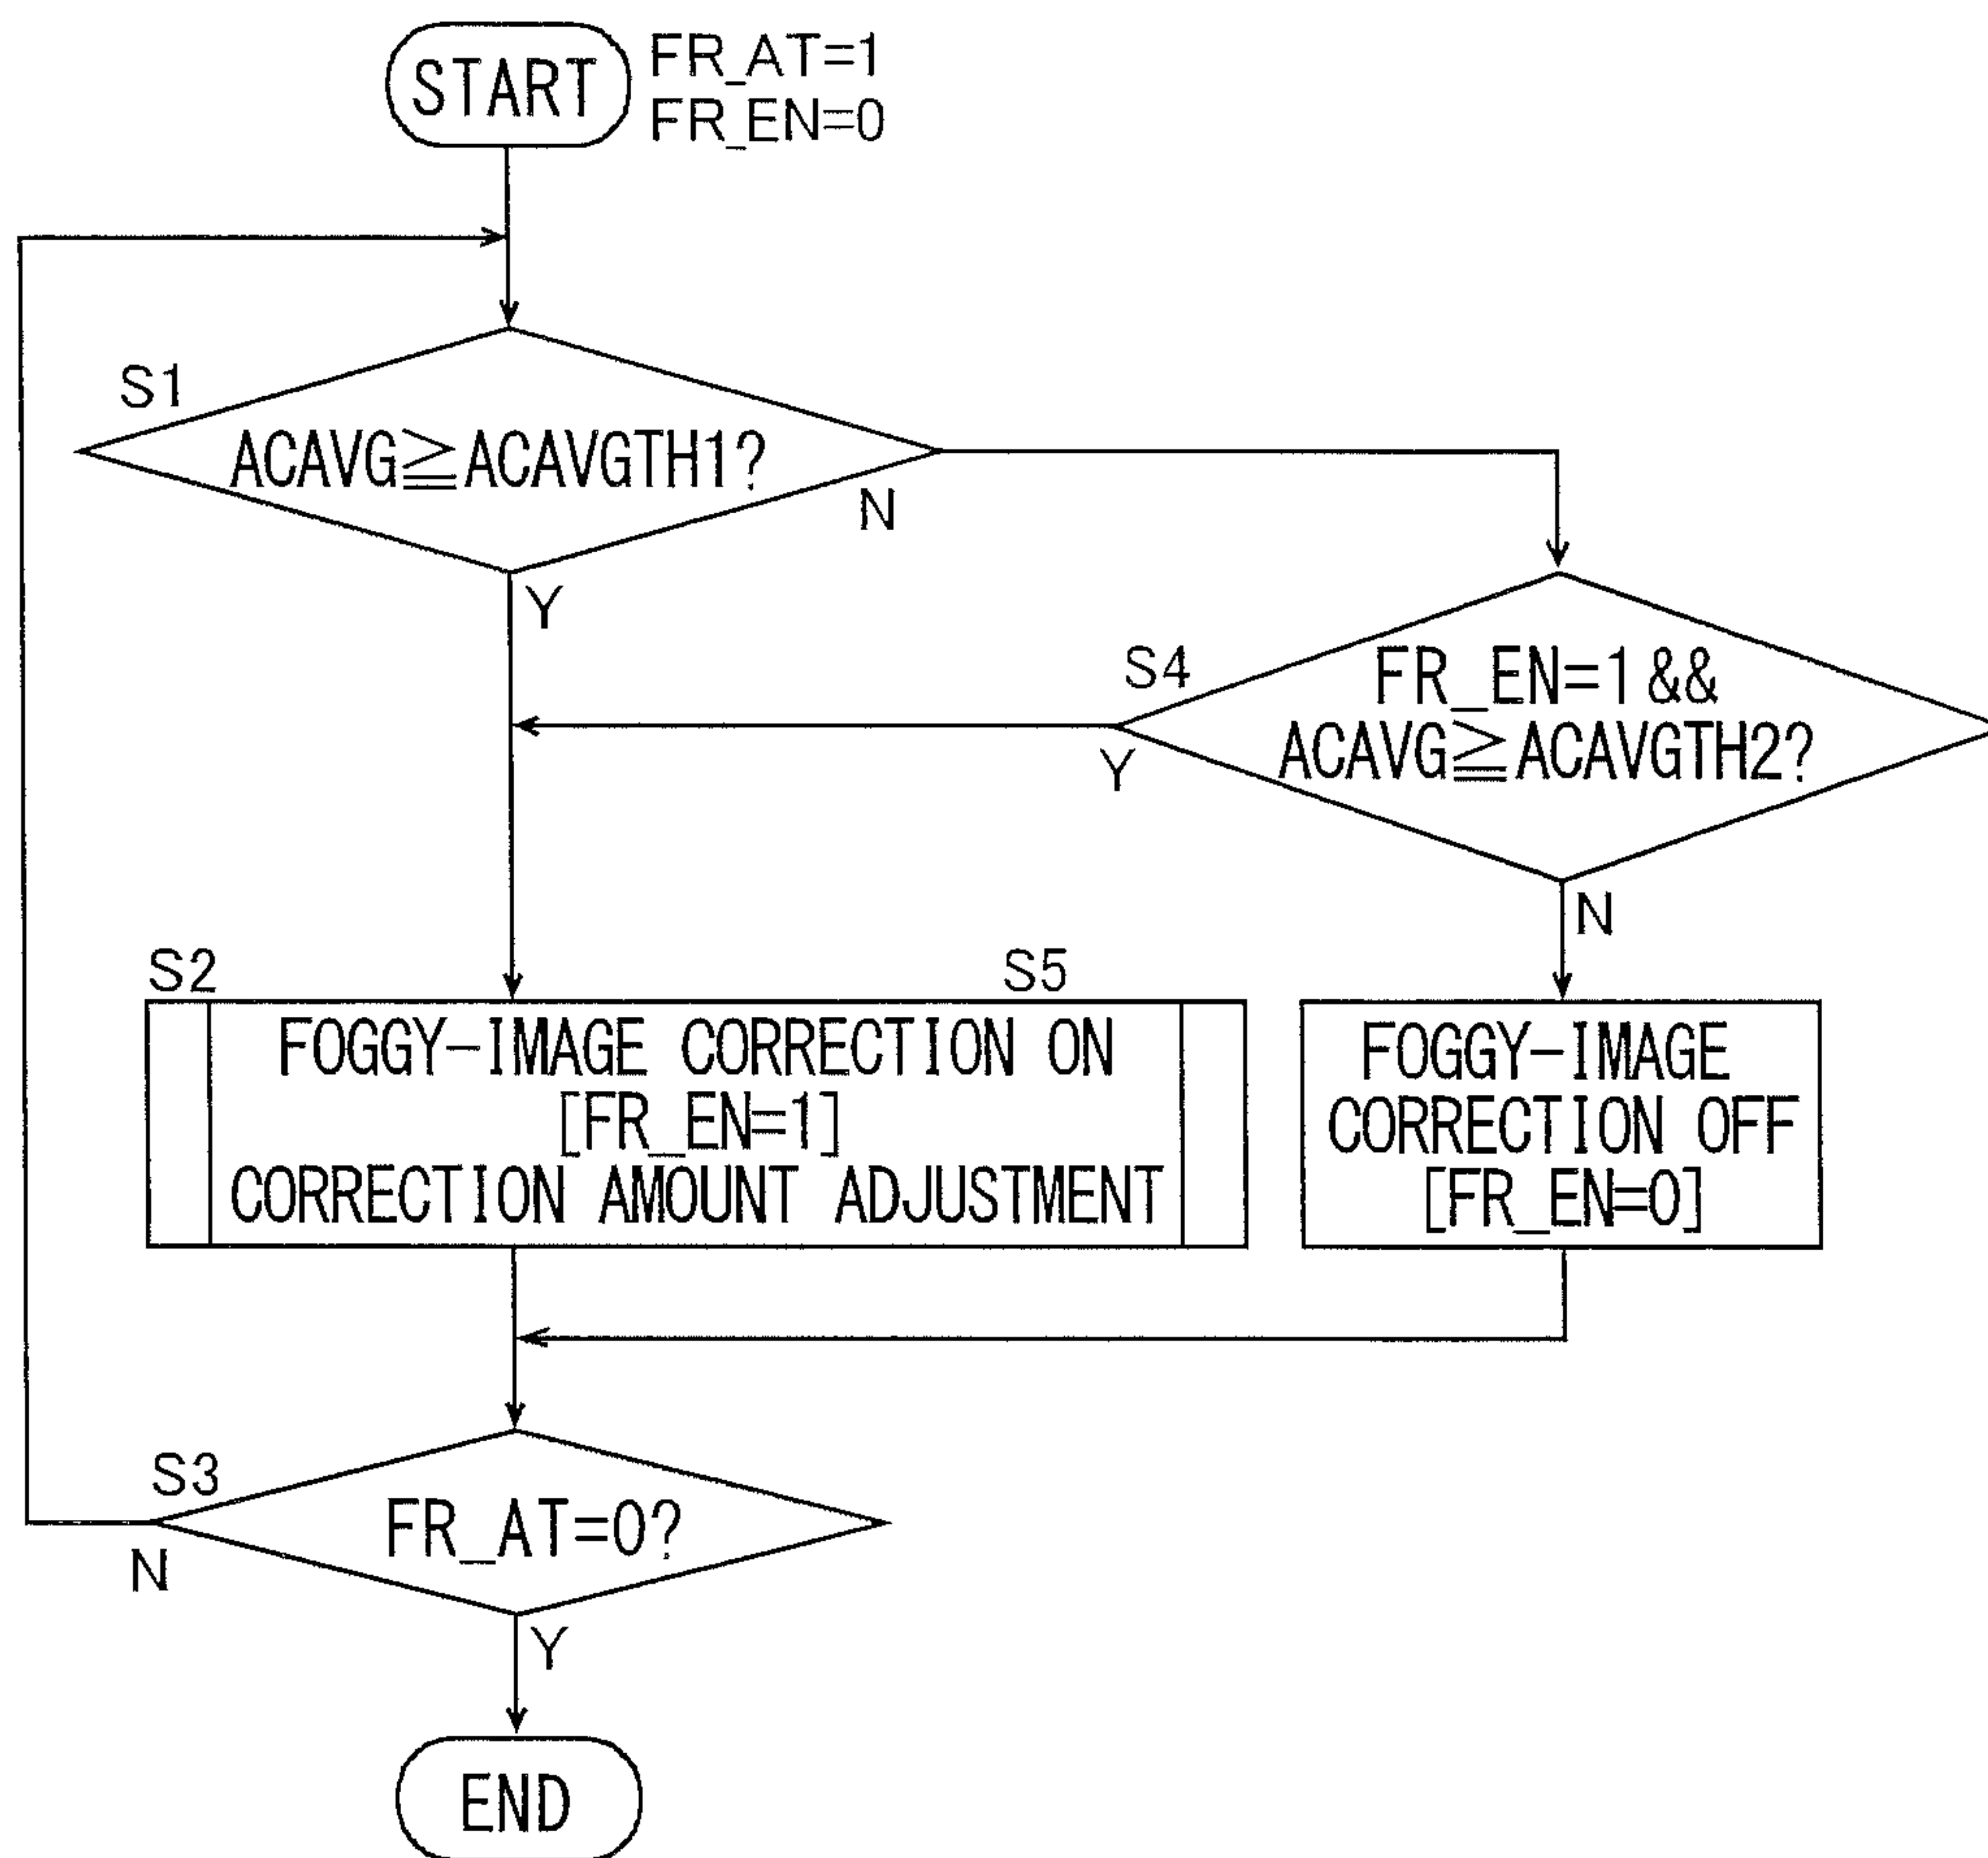 START
FR_AT=1
FR_EN=0
S1
ACAVG≧ACAVGTH1?
N
Y
S4
FR_EN=1&&
ACAVG≧ACAVGTH2?
Y
N
S2
S5
FOGGY-IMAGE CORRECTION ON
[FR_EN=1]
CORRECTION AMOUNT ADJUSTMENT
FOGGY-IMAGE
CORRECTION OFF
[FR_EN=0]
S3
FR_AT=0?
N
Y
END